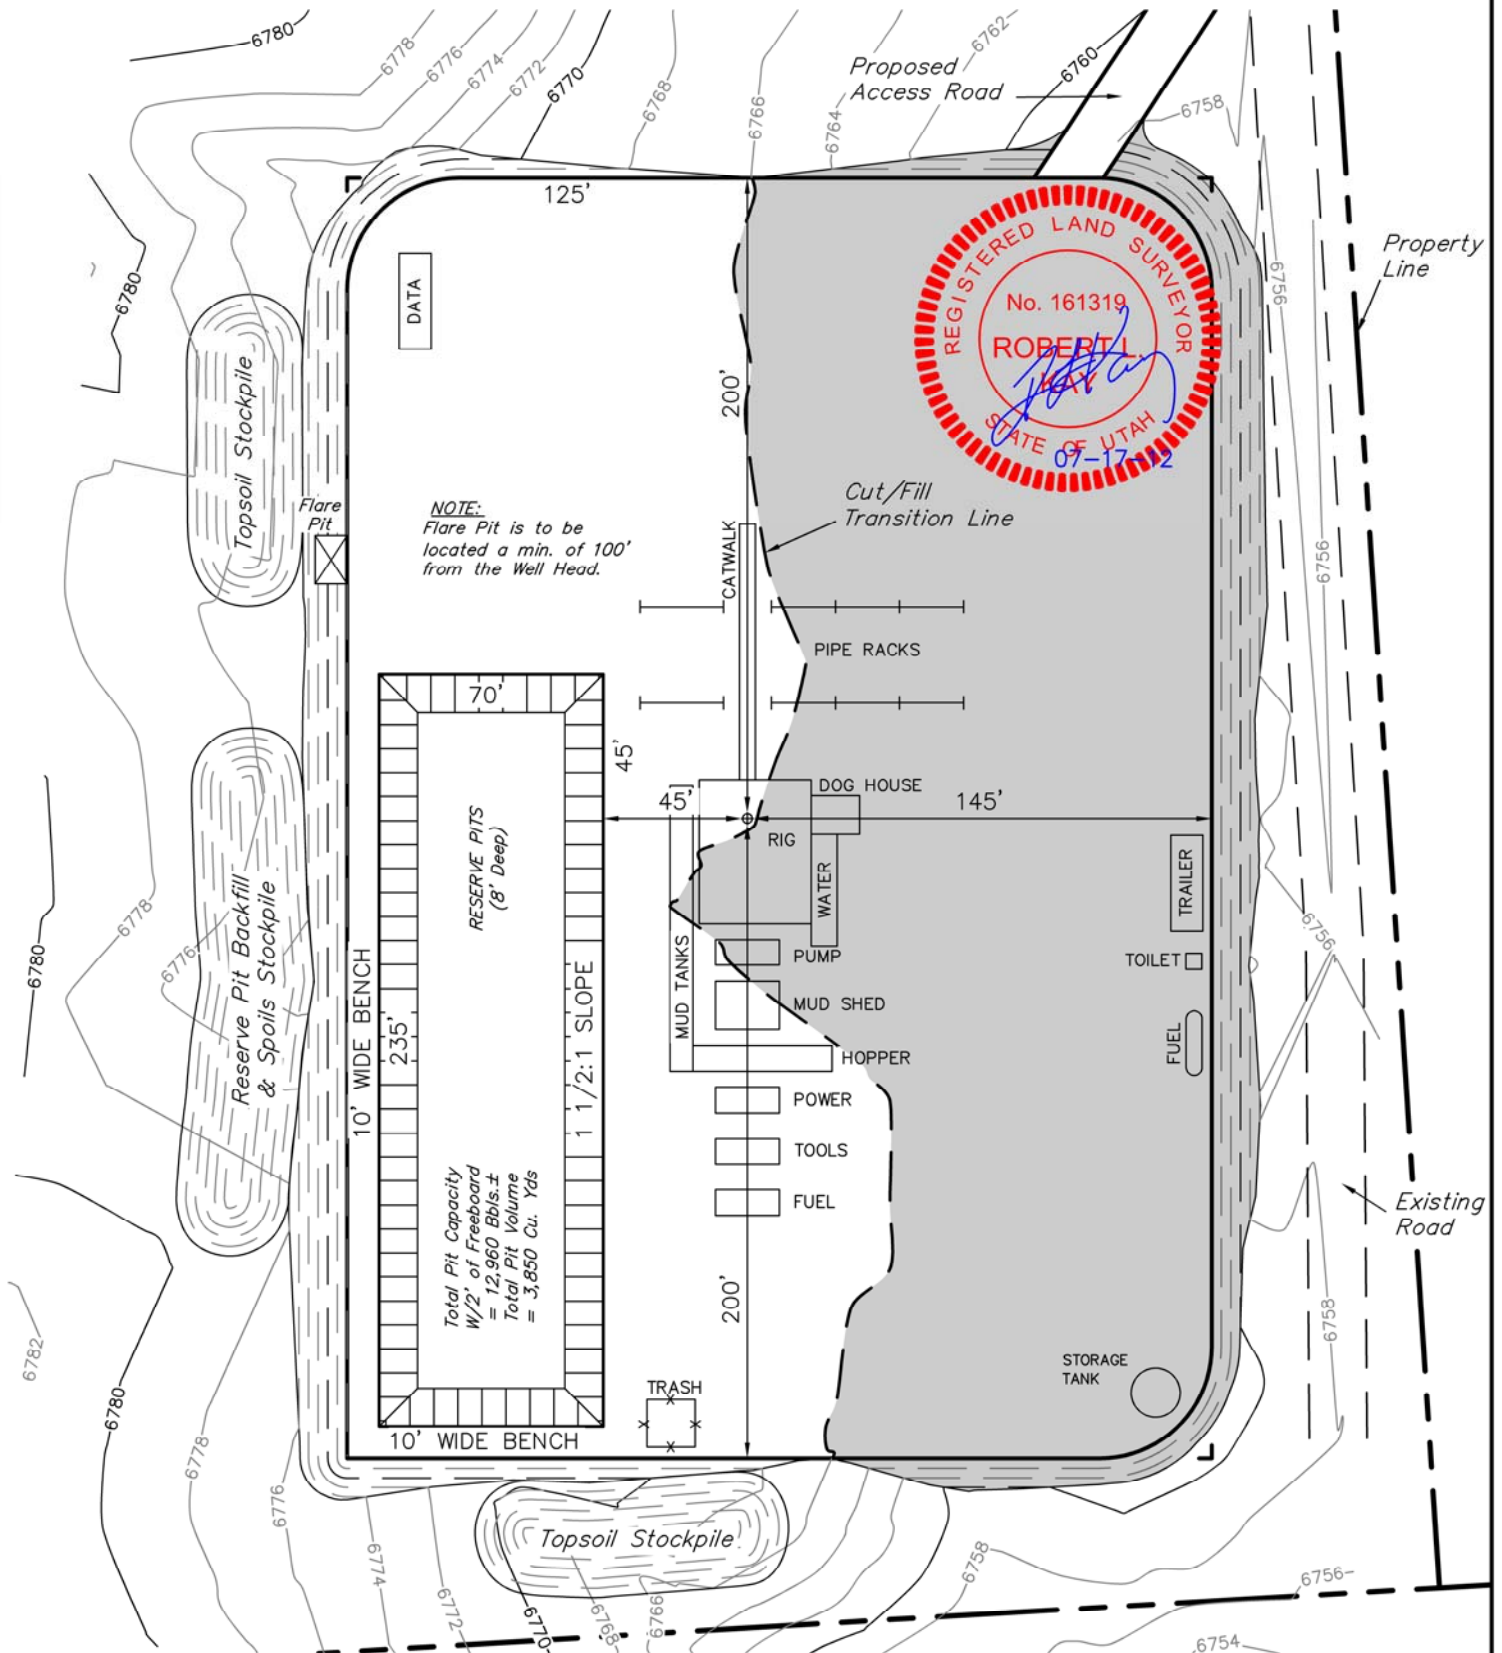 6780
6778
6776
6774
6772
6770
6768
6766
6764
6762
6760
6758
Proposed
Access Road
125'
DATA
200'
REGISTERED LAND SURVEYOR
No. 161319
ROBERT L.
KAY
STATE OF UTAH
07-17-12
Property
Line
6756
6780
Topsoil Stockpile
Flare
Pit
NOTE:
Flare Pit is to be
located a min. of 100'
from the Well Head.
CATWALK
Cut/Fill
Transition Line
6756
PIPE RACKS
70'
45'
45'
145'
DOG HOUSE
RIG
WATER
RESERVE PITS
(8' Deep)
TRAILER
6778
6776
6780
Reserve Pit Backfill
& Spoils Stockpile
10' WIDE BENCH
235'
1 1/2:1 SLOPE
MUD TANKS
PUMP
MUD SHED
HOPPER
POWER
TOOLS
FUEL
TOILET
FUEL
6756
Existing
Road
Total Pit Capacity
W/2' of Freeboard
= 12,960 Bbls.±
Total Pit Volume
= 3,850 Cu. Yds
200'
6758
6782
6780
STORAGE
TANK
TRASH
10' WIDE BENCH
6778
6776
Topsoil Stockpile
6774
6772
6770
6768
6766
6758
6756
6754